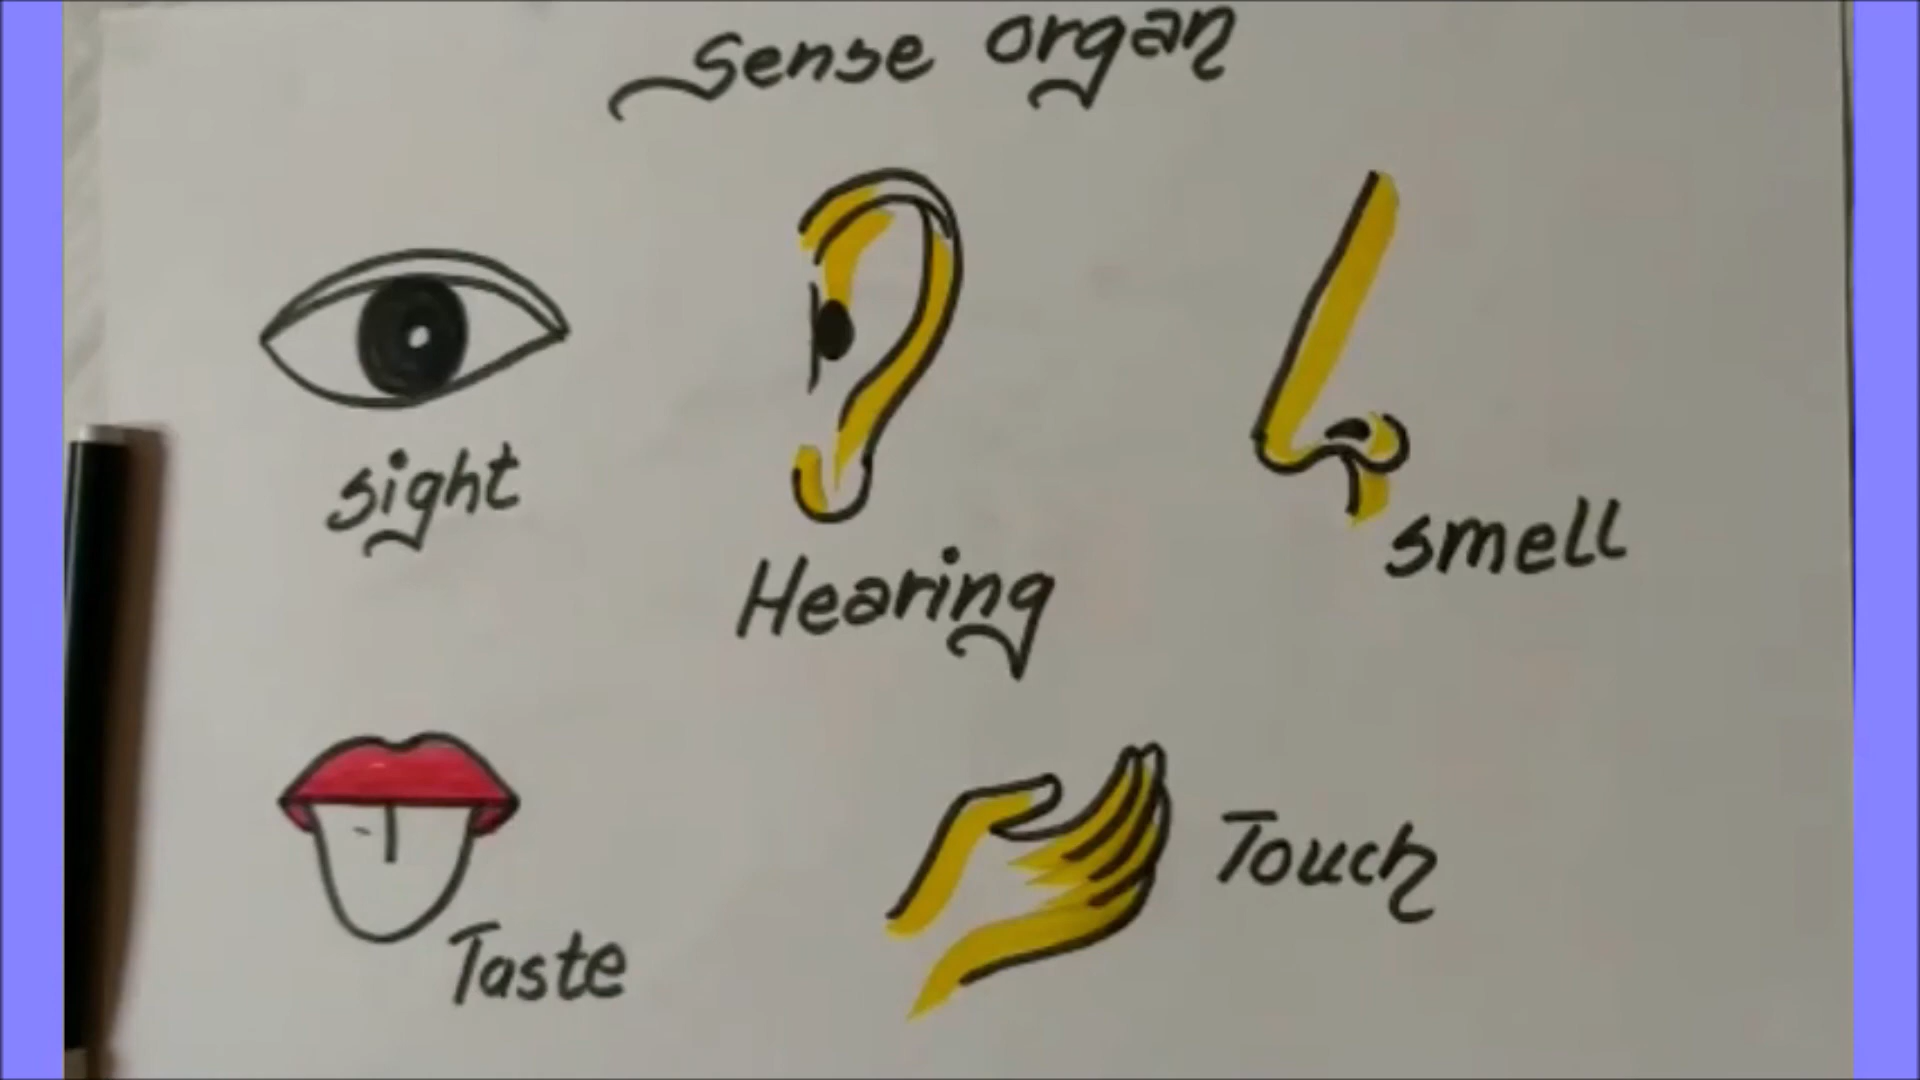 Sense organ
sight
Hearing
smell
Taste
Touch